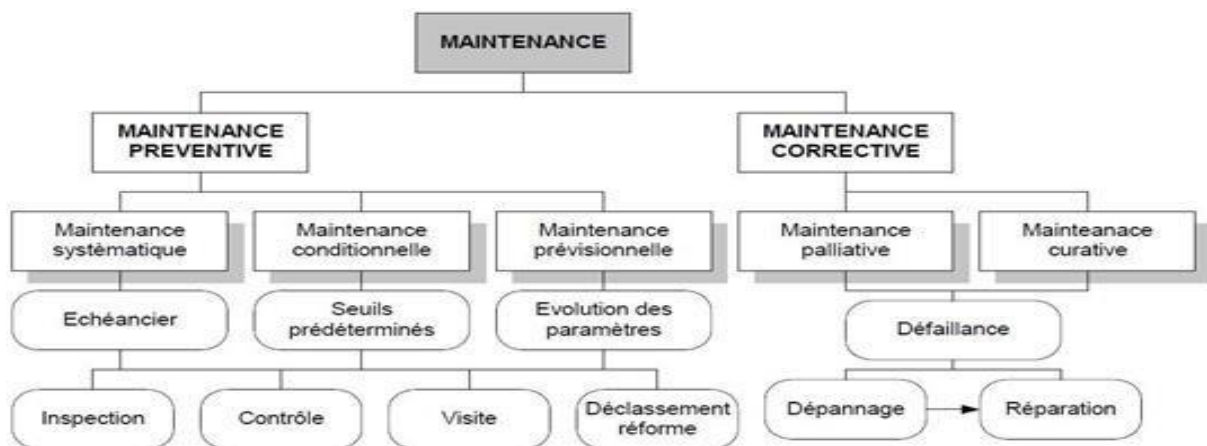 MAINTENANCE
MAINTENANCE
PREVENTIVE
MAINTENANCE
CORRECTIVE
Maintenance
systèmatique
Maintenance
conditionnelle
Maintenance
prévisionnelle
Maintenance
palliative
Mainteanace
curative
Echéancier
Seuils
prédéterminés
Evolution des
paramètres
Défaillance
Inspection
Contrôle
Visite
Déclassement
réforme
Dépannage
Réparation